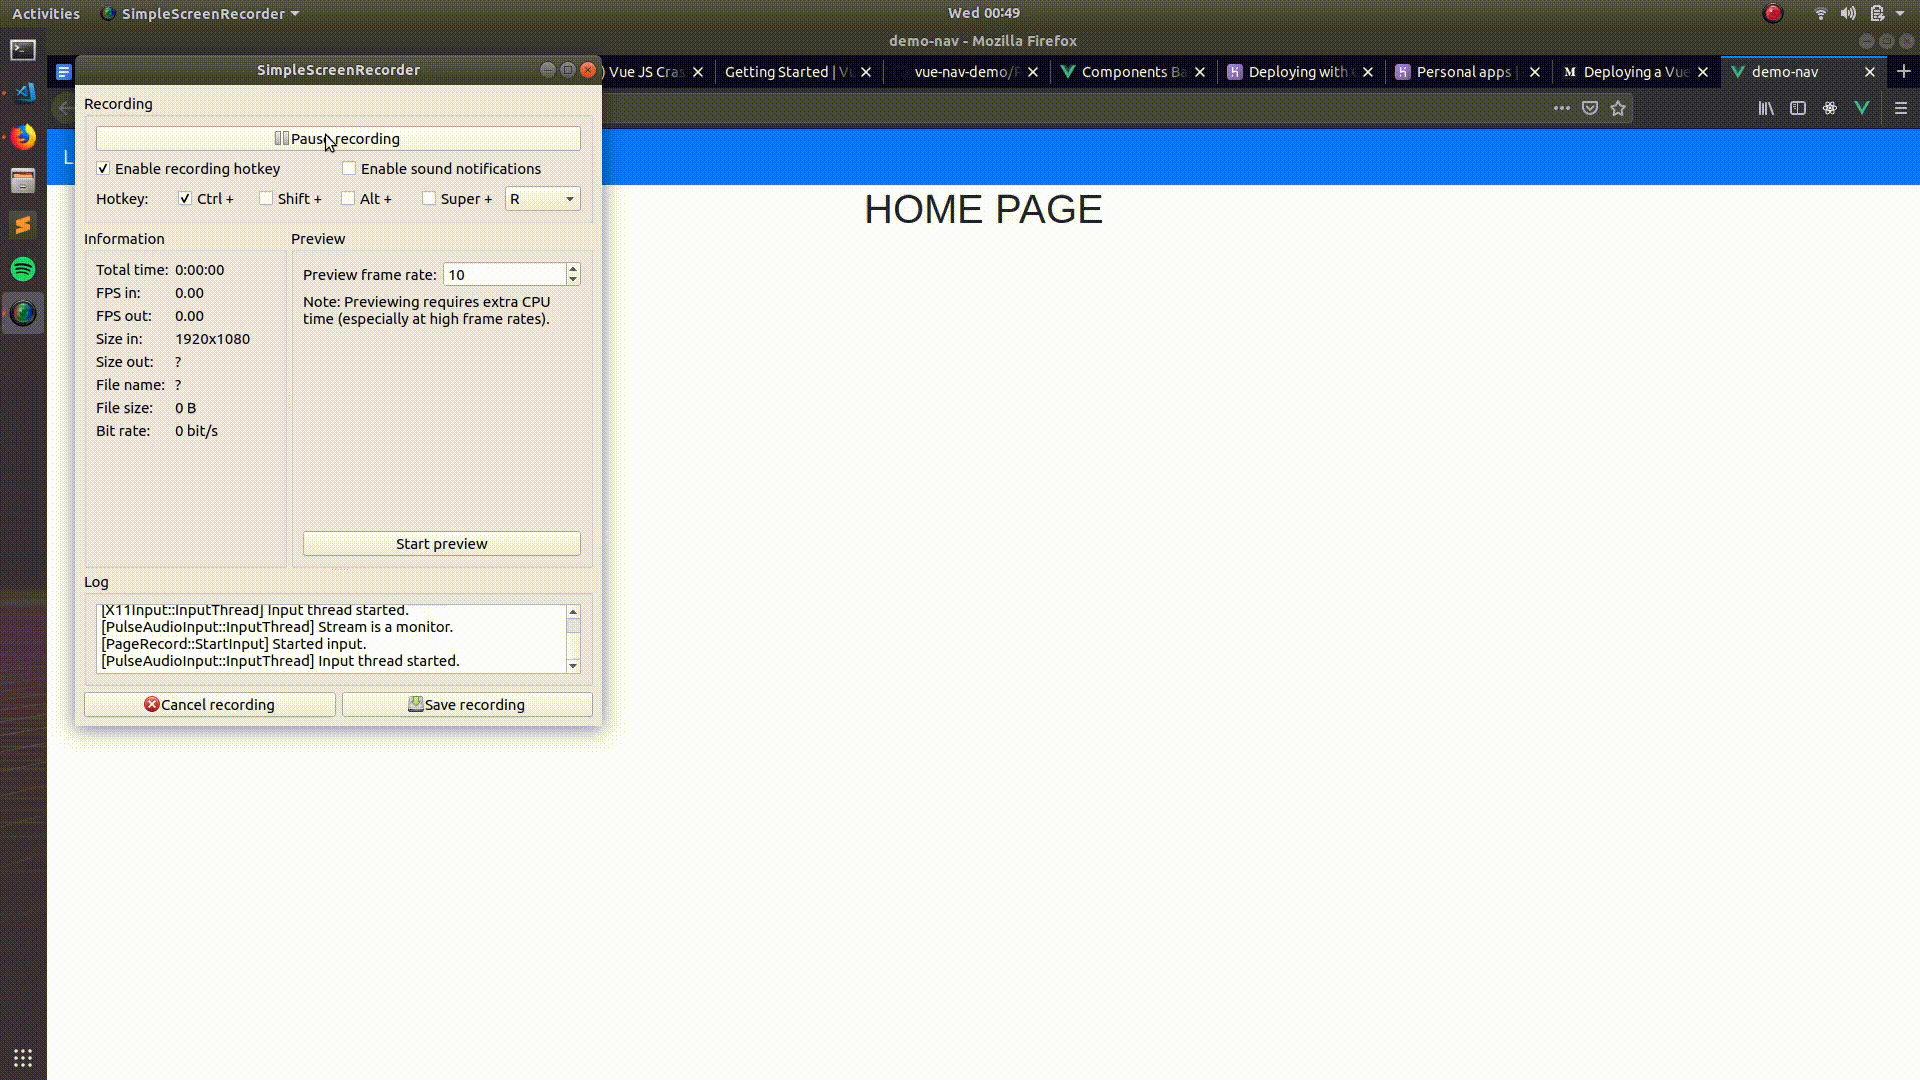 Activities
SimpleScreenRecorder
Wed 00:49
demo-nav - Mozilla Firefox
SimpleScreenRecorder
) Vue JS Cras
Getting Started | Vu
vue-nav-demo/
Components Ba
Deploying with
Personal apps |
M Deploying a Vue
demo-nav
L
HOME PAGE
Recording
Pause recording
Enable recording hotkey
Enable sound notifications
Hotkey:
Ctrl +
Shift +
Alt +
Super +
R
Information
Total time: 0:00:00
FPS in: 0.00
FPS out: 0.00
Size in: 1920x1080
Size out: ?
File name: ?
File size: 0 B
Bit rate: 0 bit/s
Preview
Preview frame rate: 10
Note: Previewing requires extra CPU
time (especially at high frame rates).
Start preview
Log
[X11Input::InputThread] Input thread started.
[PulseAudioInput::InputThread] Stream is a monitor.
[PageRecord::StartInput] Started input.
[PulseAudioInput::InputThread] Input thread started.
Cancel recording
Save recording